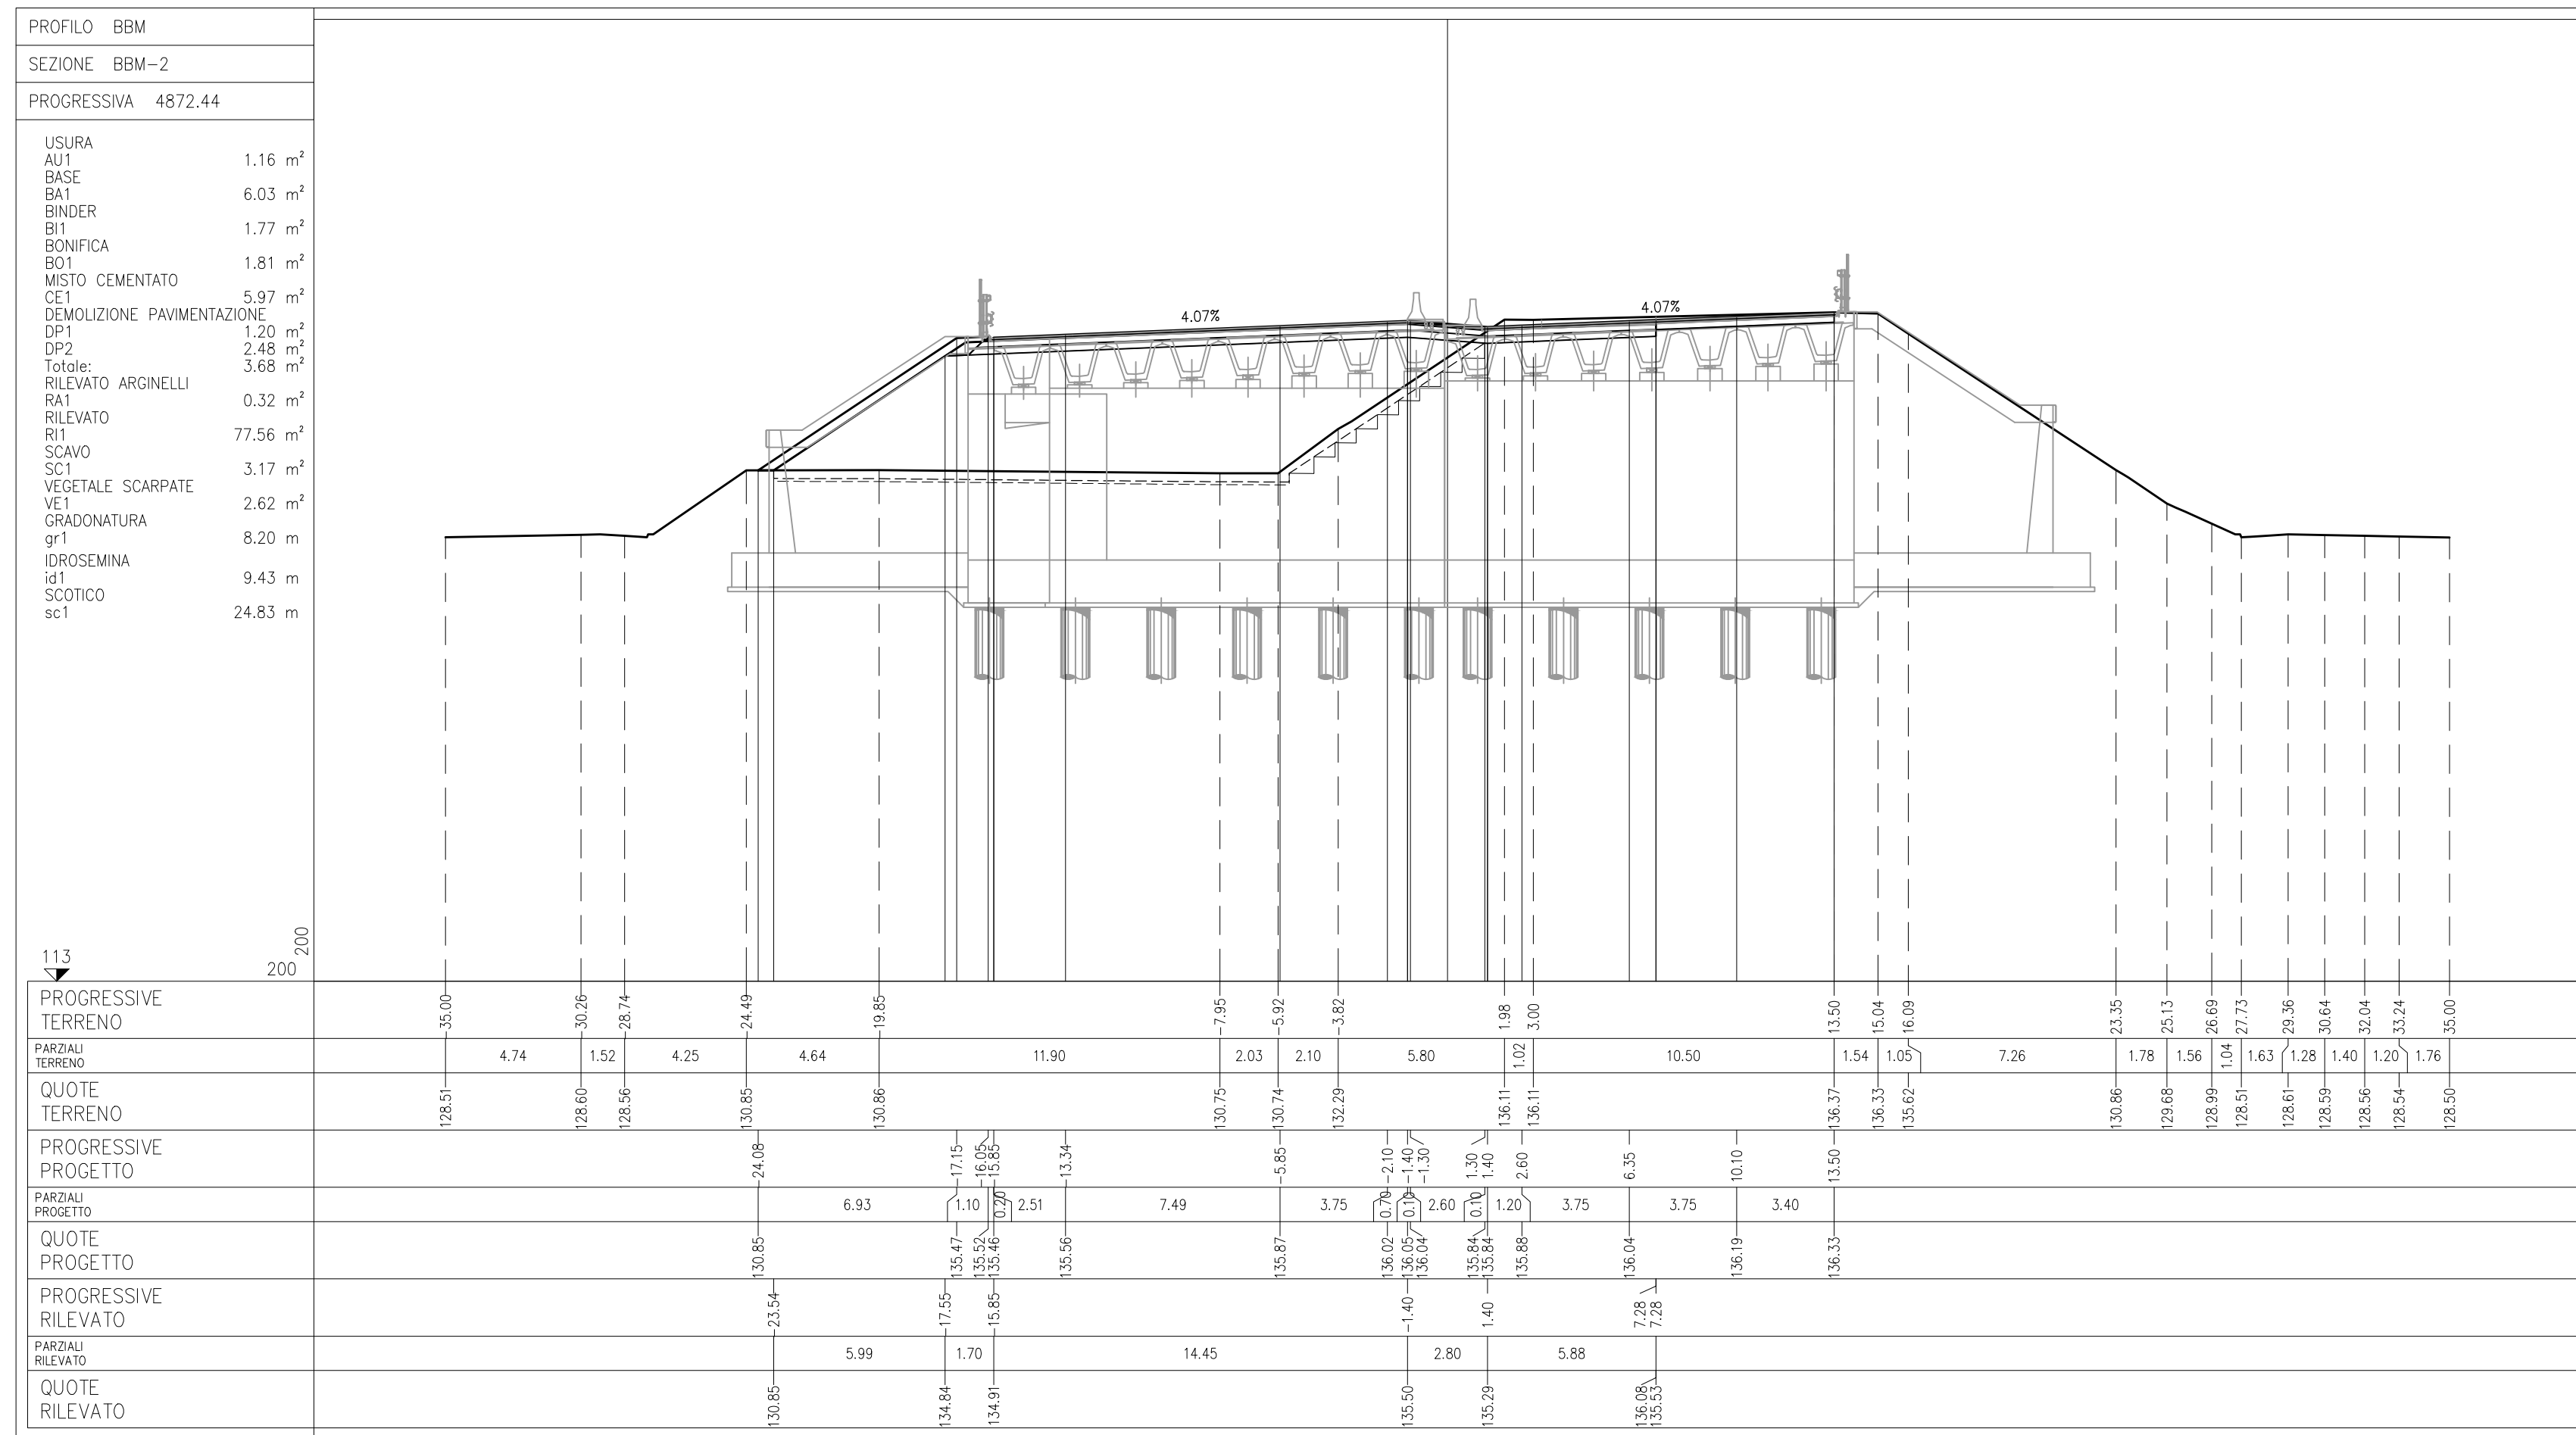 PROFILO BBM
SEZIONE BBM-2
PROGRESSIVA 4872.44
USURA
AU1 1.16 m²
BASE
BA1 6.03 m²
BINDER
BI1 1.77 m²
BONIFICA
BO1 1.81 m²
MISTO CEMENTATO
CE1 5.97 m²
DEMOLIZIONE PAVIMENTAZIONE
DP1 1.20 m²
DP2 2.48 m²
Totale: 3.68 m²
RILEVATO ARGINELLI
RA1 0.32 m²
RILEVATO
RI1 77.56 m²
SCAVO
SC1 3.17 m²
VEGETALE SCARPATE
VE1 2.62 m²
GRADONATURA
gr1 8.20 m
IDROSEMINA
id1 9.43 m
SCOTICO
sc1 24.83 m
4.07% 4.07%
113 200 200
PROGRESSIVE
TERRENO
-35.00 -30.26 -28.74 -24.49 -19.85 -7.95 -5.92 -3.82 1.98 3.00 13.50 15.04 16.09 23.35 25.13 26.69 27.73 29.36 30.64 32.04 33.24 35.00
PARZIALI
TERRENO
4.74 1.52 4.25 4.64 11.90 2.03 2.10 5.80 1.02 10.50 1.54 1.05 7.26 1.78 1.56 1.04 1.63 1.28 1.40 1.20 1.76
QUOTE
TERRENO
128.51 128.60 128.56 130.85 130.86 130.75 130.74 132.29 136.11 136.11 136.37 136.33 135.62 130.86 129.68 128.99 128.51 128.61 128.59 128.56 128.54 128.50
PROGRESSIVE
PROGETTO
-24.08 -17.15 -16.05 -15.85 -13.34 -5.85 -2.10 -1.40 -1.30 1.30 1.40 2.60 6.35 10.10 13.50
PARZIALI
PROGETTO
6.93 1.10 0.20 2.51 7.49 3.75 0.70 0.10 2.60 0.10 1.20 3.75 3.75 3.40
QUOTE
PROGETTO
130.85 135.47 135.52 135.46 135.56 135.87 136.02 136.05 136.04 135.84 135.84 135.88 136.04 136.19 136.33
PROGRESSIVE
RILEVATO
-23.54 -17.55 -15.85 -1.40 1.40 7.28 7.28
PARZIALI
RILEVATO
5.99 1.70 14.45 2.80 5.88
QUOTE
RILEVATO
130.85 134.84 134.91 135.50 135.29 136.08 135.53